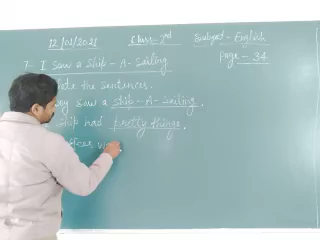 12/01/2021 Class - 3rd Subject - English
7- I Saw a Ship - A - Sailing Page - 34
the sentences.
saw a Ship - A - Sailing.
had pretty things.